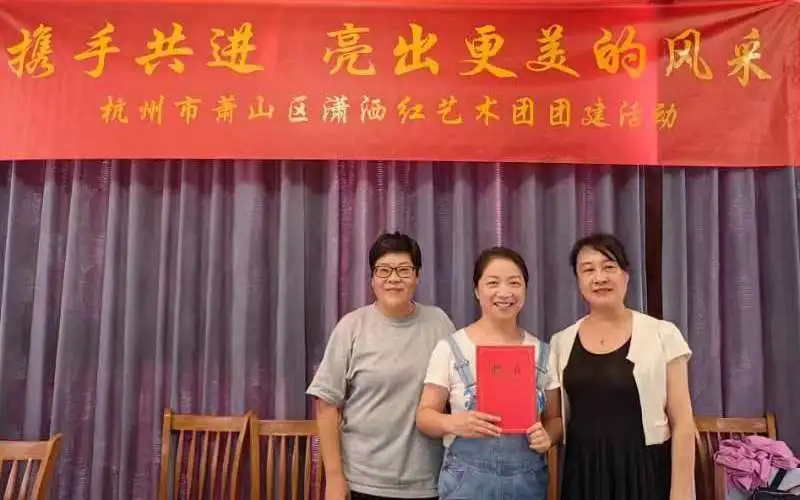 携手共进 亮出更美的风采
杭州市萧山区潇洒红艺术团团建活动